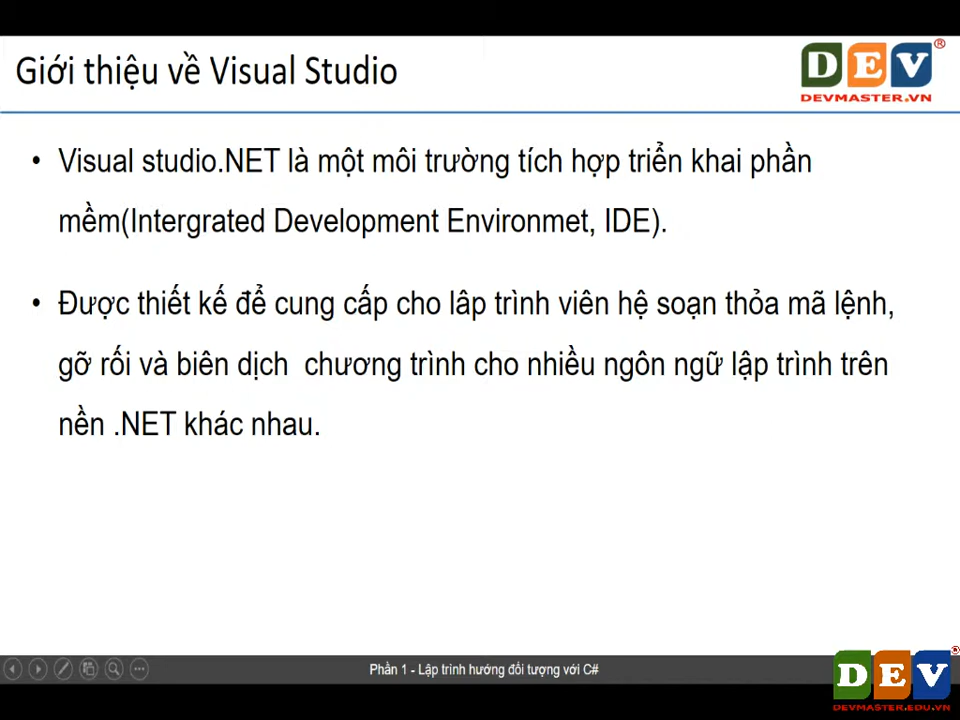 Giới thiệu về Visual Studio
DEV®
DEVMASTER.VN
• Visual studio.NET là một môi trường tích hợp triển khai phần
mềm(Intergrated Development Environmet, IDE).
• Được thiết kế để cung cấp cho lâp trình viên hệ soạn thỏa mã lệnh,
gỡ rối và biên dịch chương trình cho nhiều ngôn ngữ lập trình trên
nền .NET khác nhau.
Phần 1 - Lập trình hướng đối tượng với C#
DEV®
DEVMASTER.EDU.VN